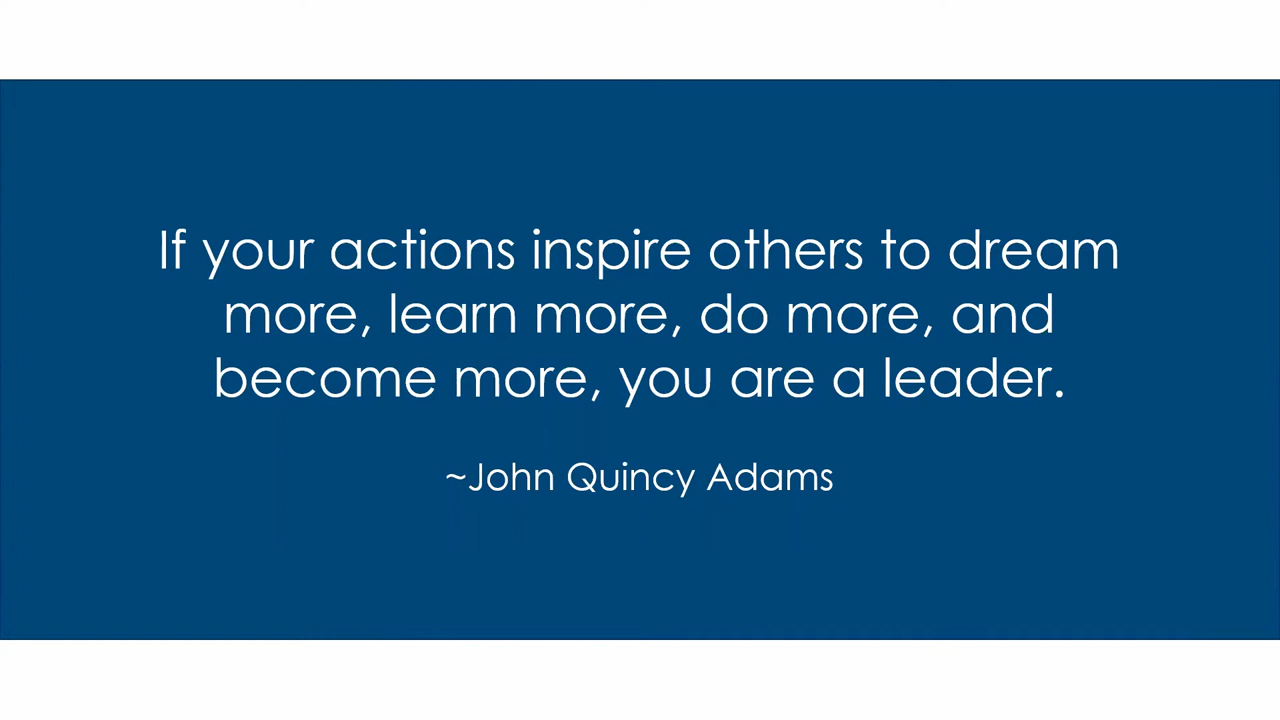 If your actions inspire others to dream
more, learn more, do more, and
become more, you are a leader.
~John Quincy Adams